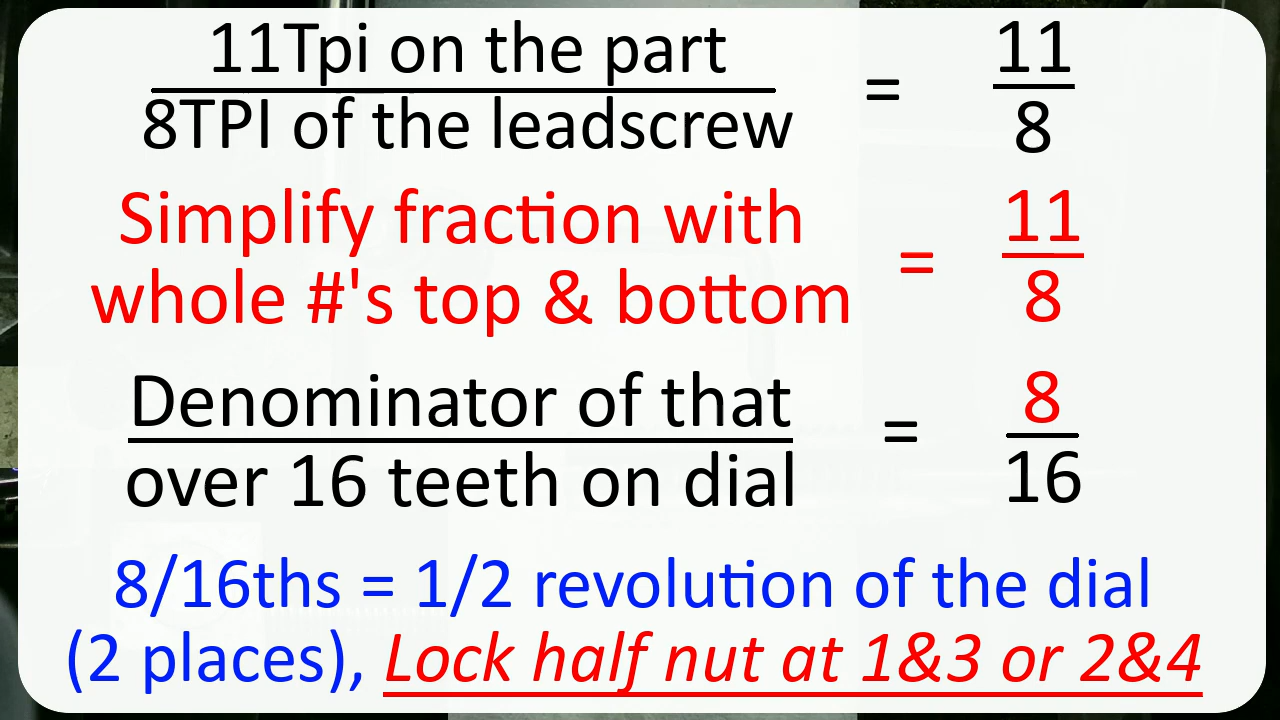 11Tpi on the part = 11
8TPI of the leadscrew 8
Simplify fraction with = 11
whole #'s top & bottom 8
Denominator of that = 8
over 16 teeth on dial 16
8/16ths = 1/2 revolution of the dial
(2 places), Lock half nut at 1&3 or 2&4